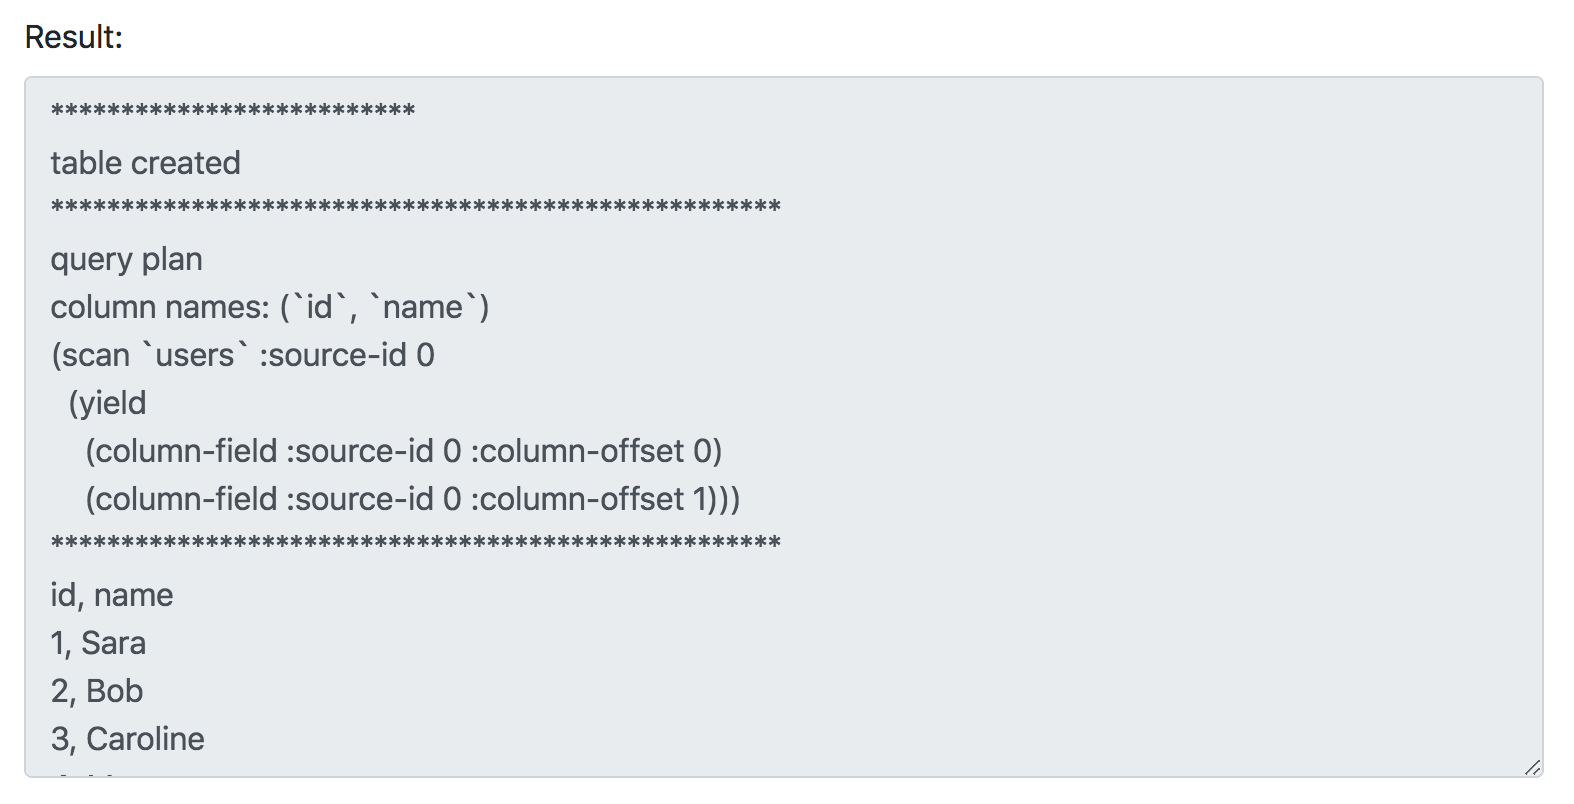 Result:
**************************
table created
****************************************************
query plan
column names: (`id`, `name`)
(scan `users` :source-id 0
  (yield
    (column-field :source-id 0 :column-offset 0)
    (column-field :source-id 0 :column-offset 1)))
****************************************************
id, name
1, Sara
2, Bob
3, Caroline